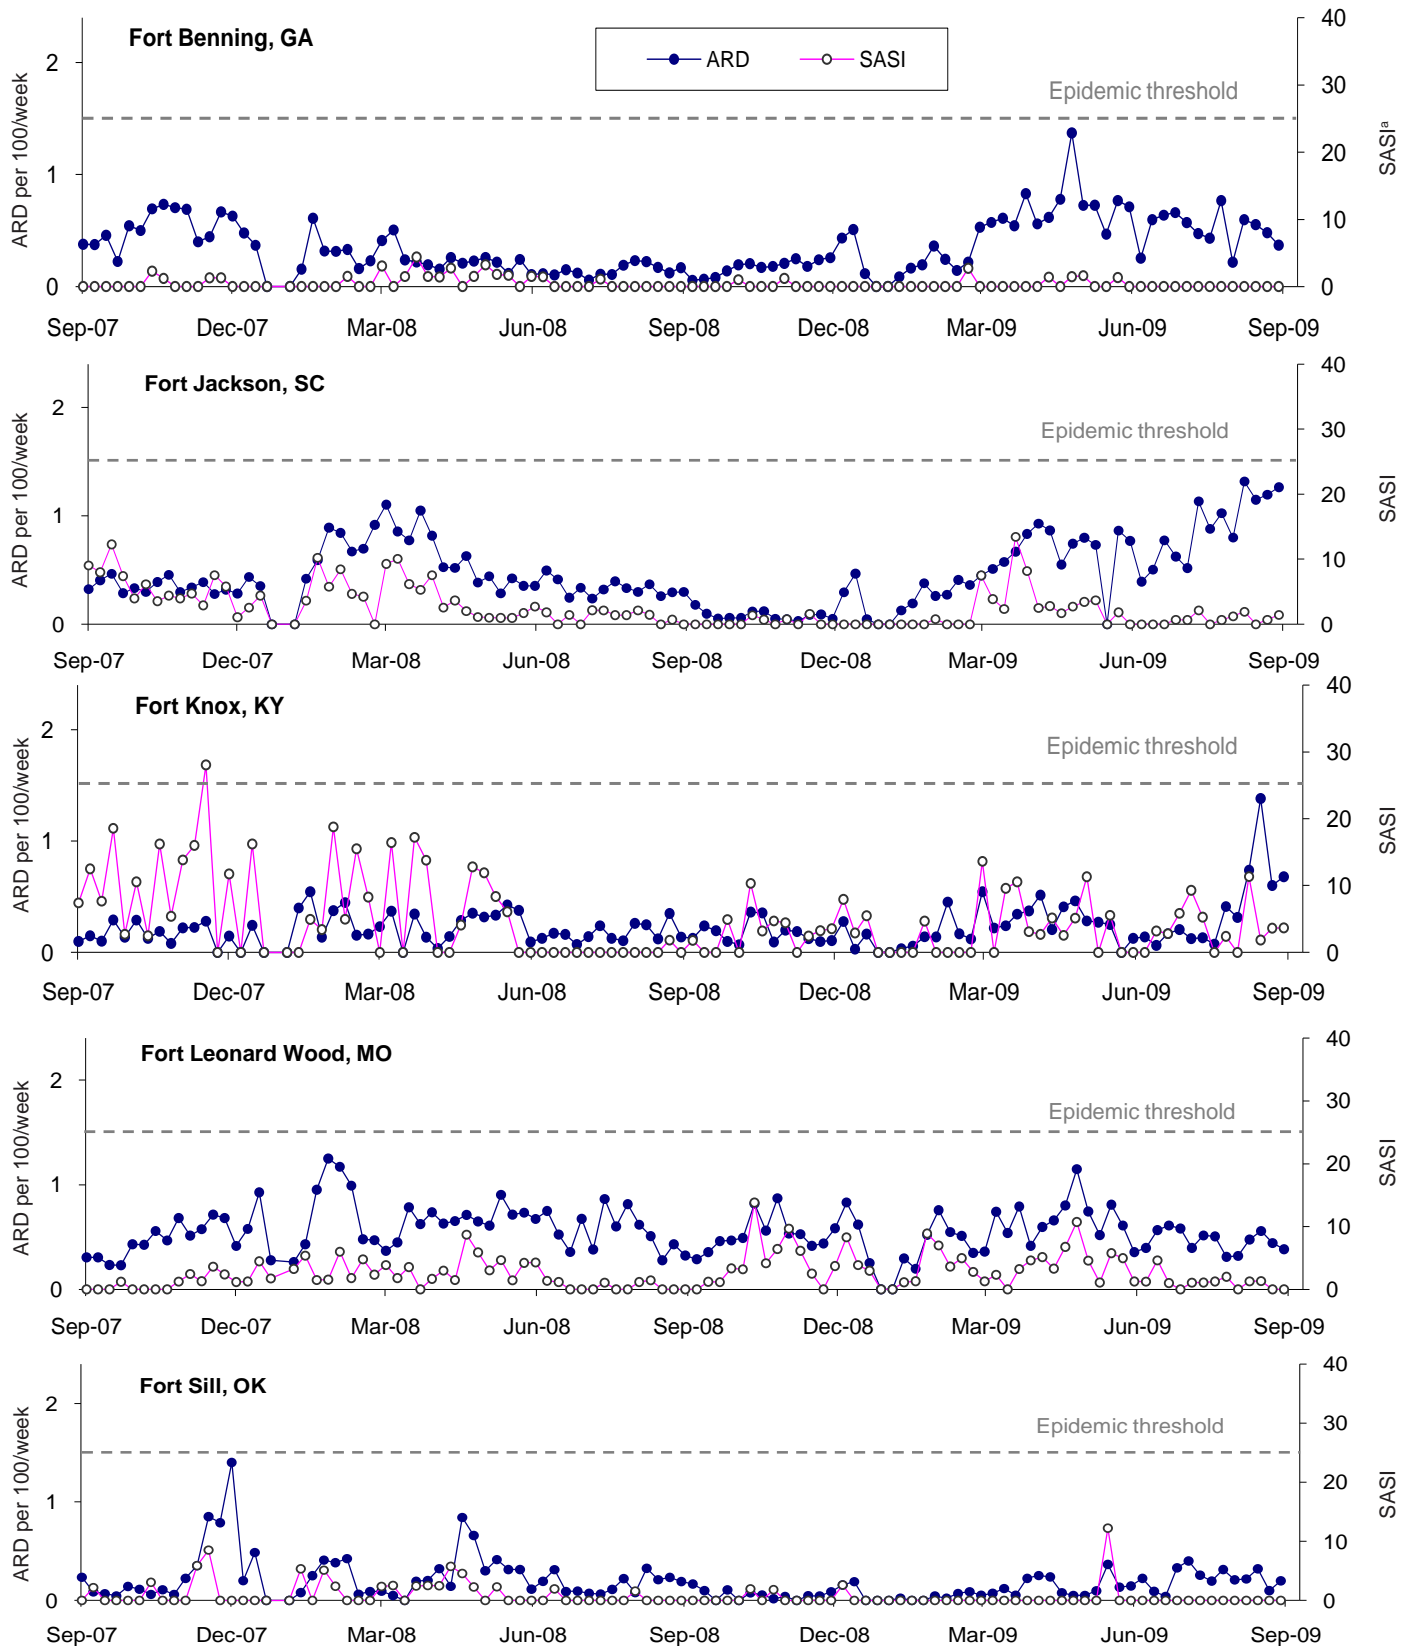 Fort Benning, GA
ARD SASI
Epidemic threshold
ARD per 100/week
2
1
0
40
30
20
10
0
SASIᵃ
Sep-07 Dec-07 Mar-08 Jun-08 Sep-08 Dec-08 Mar-09 Jun-09 Sep-09
Fort Jackson, SC
Epidemic threshold
ARD per 100/week
2
1
0
40
30
20
10
0
SASI
Sep-07 Dec-07 Mar-08 Jun-08 Sep-08 Dec-08 Mar-09 Jun-09 Sep-09
Fort Knox, KY
Epidemic threshold
ARD per 100/week
2
1
0
40
30
20
10
0
SASI
Sep-07 Dec-07 Mar-08 Jun-08 Sep-08 Dec-08 Mar-09 Jun-09 Sep-09
Fort Leonard Wood, MO
Epidemic threshold
ARD per 100/week
2
1
0
40
30
20
10
0
SASI
Sep-07 Dec-07 Mar-08 Jun-08 Sep-08 Dec-08 Mar-09 Jun-09 Sep-09
Fort Sill, OK
Epidemic threshold
ARD per 100/week
2
1
0
40
30
20
10
0
SASI
Sep-07 Dec-07 Mar-08 Jun-08 Sep-08 Dec-08 Mar-09 Jun-09 Sep-09